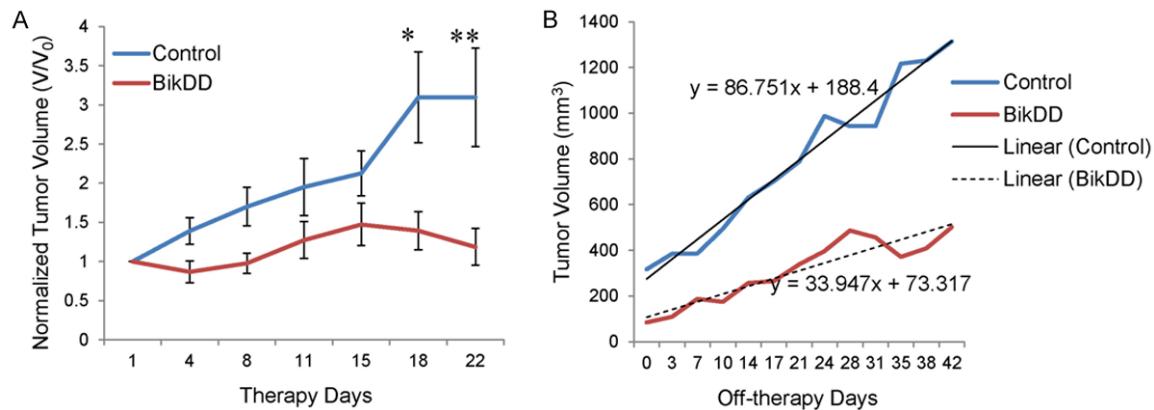 A
Normalized Tumor Volume (V/V0)
4
3.5
3
2.5
2
1.5
1
0.5
0
Control
BikDD
*
**
1 4 8 11 15 18 22
Therapy Days
B
Tumor Volume (mm3)
1400
1200
1000
800
600
400
200
0
y = 86.751x + 188.4
y = 33.947x + 73.317
Control
BikDD
Linear (Control)
Linear (BikDD)
0 3 7 10 14 17 21 24 28 31 35 38 42
Off-therapy Days